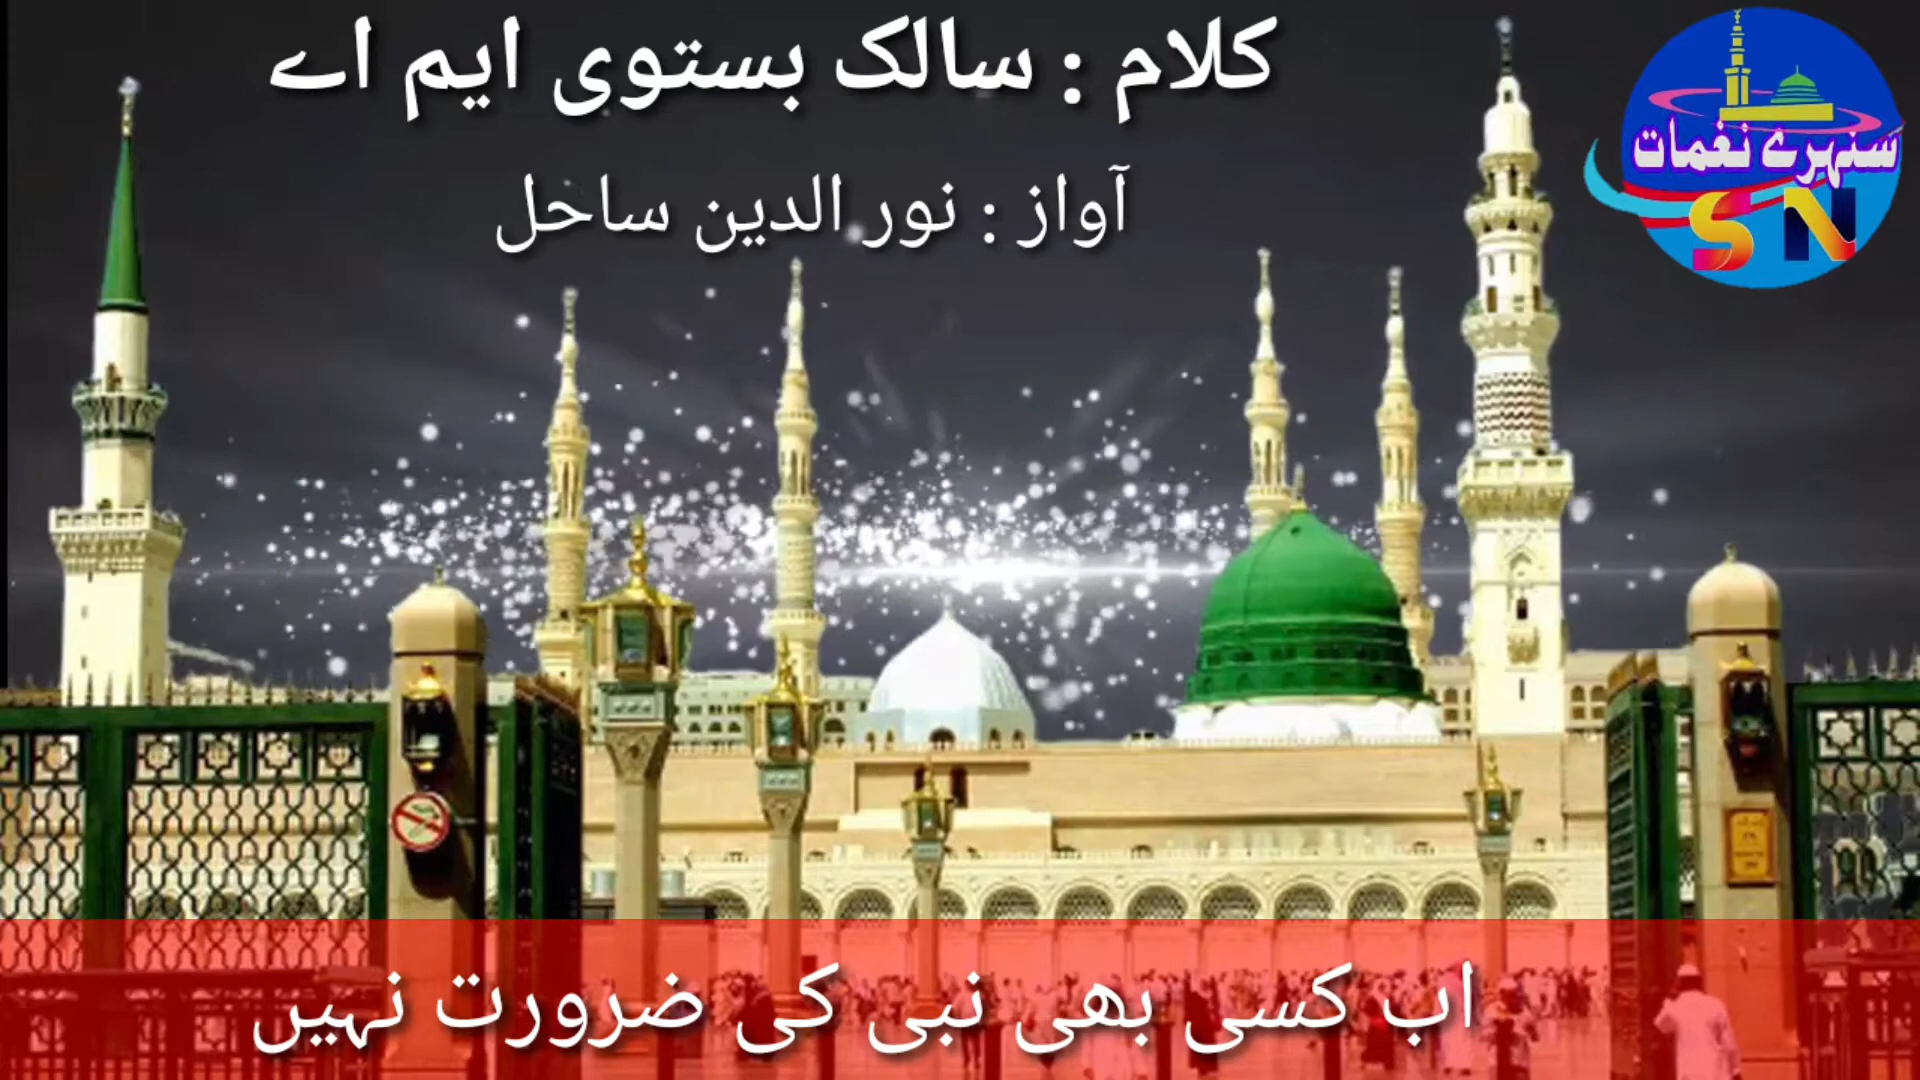 کلام : سالک بستوی ایم اے
آواز : نور الدین ساحل
سنہرے نغمات
SN
اب کسی بھی نبی کی ضرورت نہیں